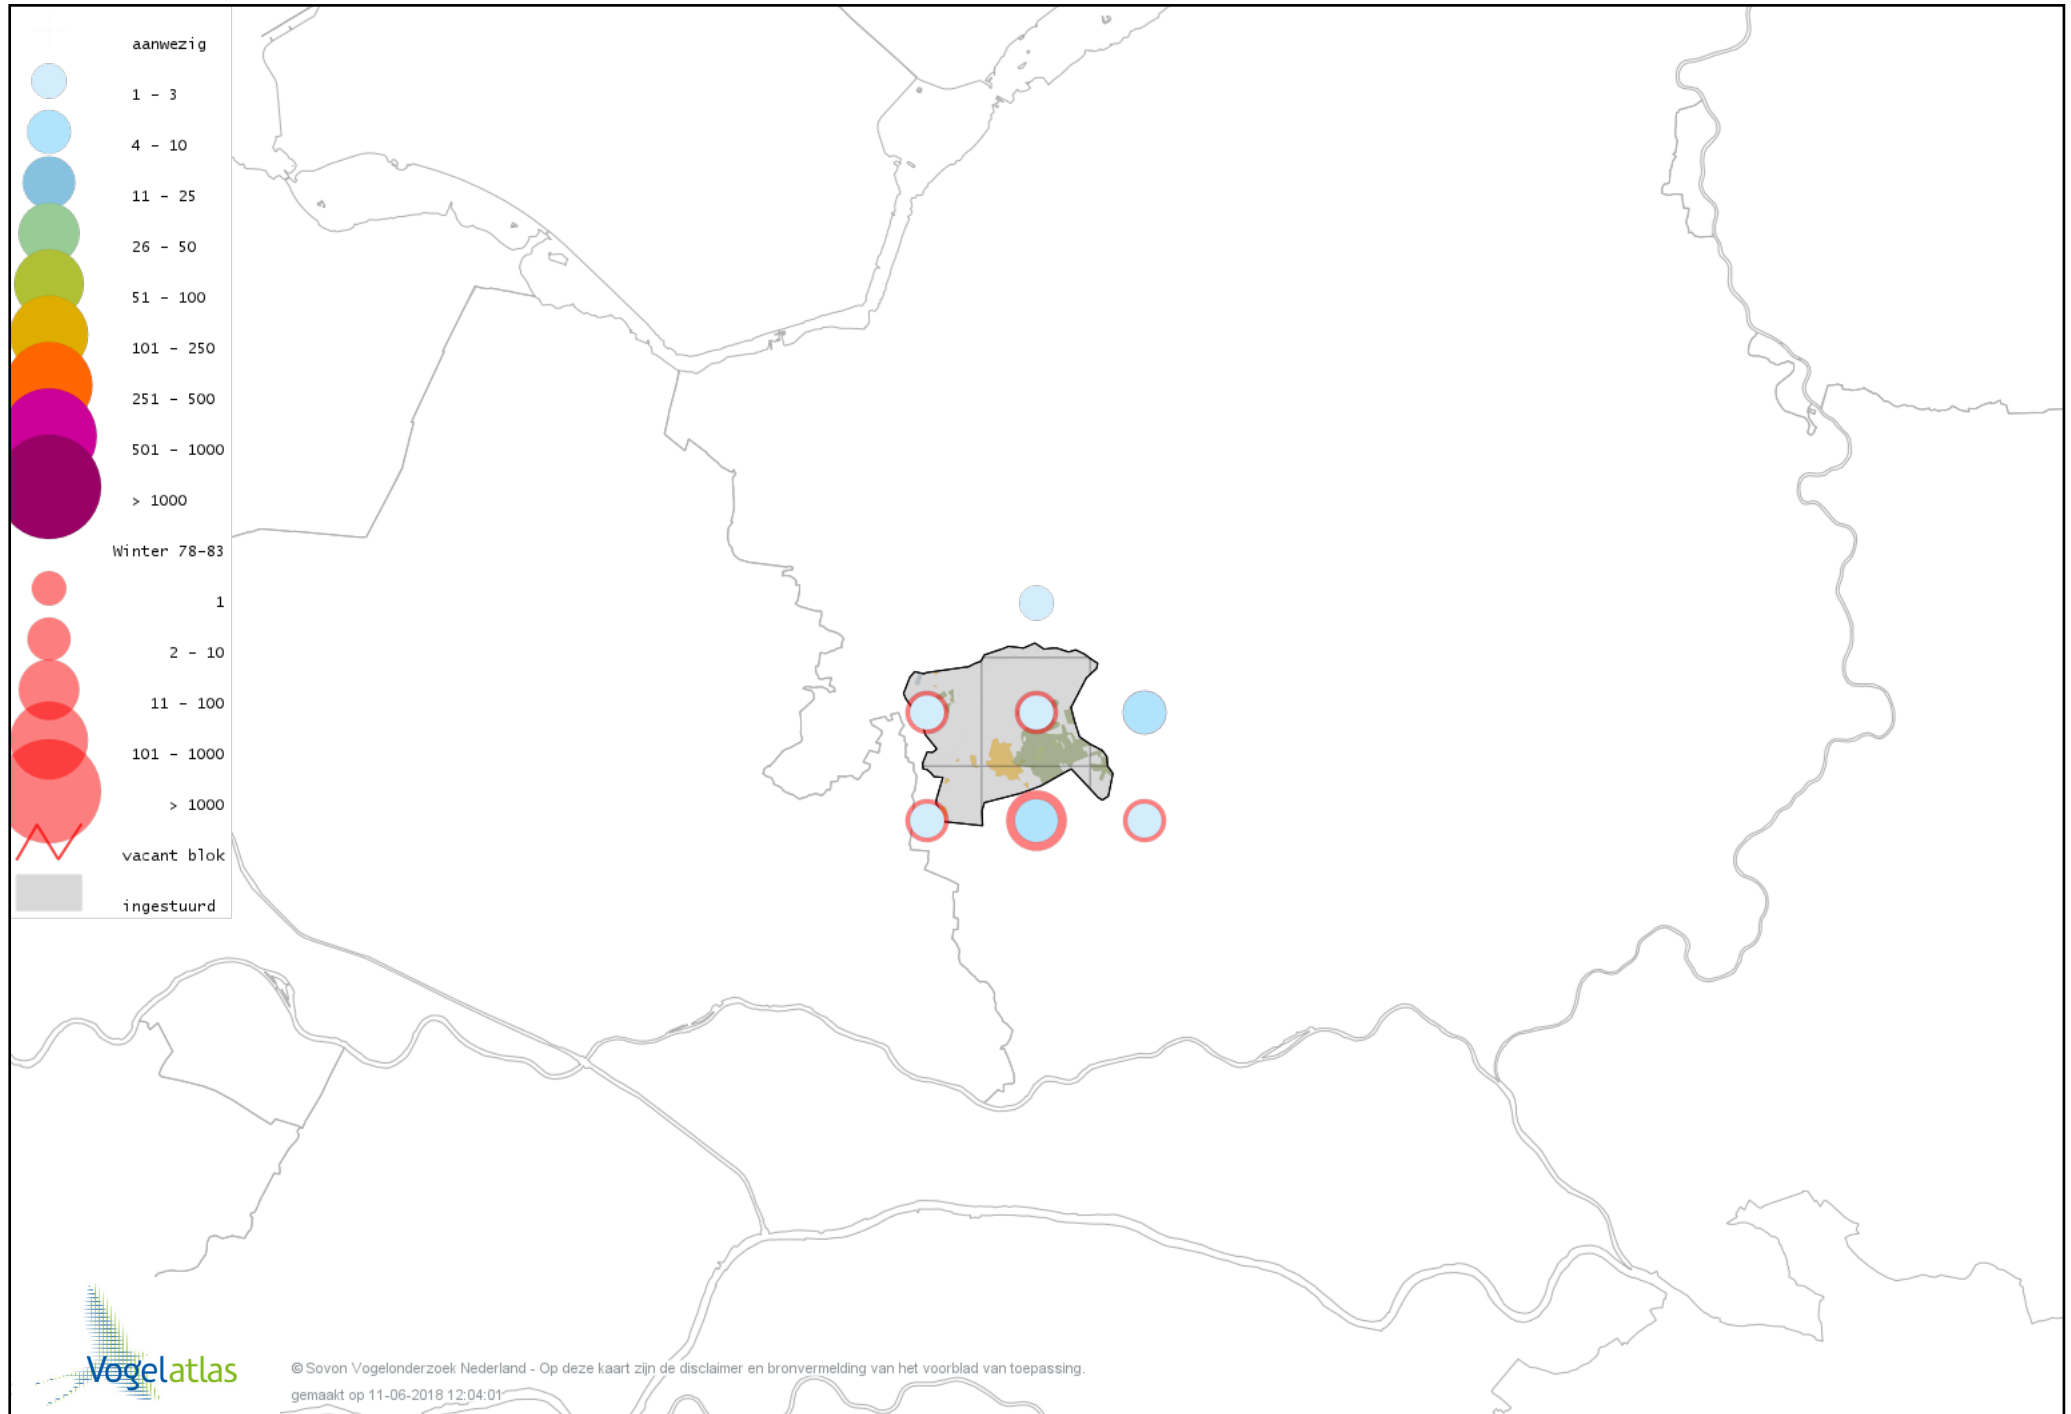 aanwezig
1 - 3
4 - 10
11 - 25
26 - 50
51 - 100
101 - 250
251 - 500
501 - 1000
> 1000
Winter 78-83
1
2 - 10
11 - 100
101 - 1000
> 1000
vacant blok
ingestuurd
Vogelatlas
© Sovon Vogelonderzoek Nederland - Op deze kaart zijn de disclaimer en bronvermelding van het voorblad van toepassing.
gemaakt op 11-06-2018 12:04:01